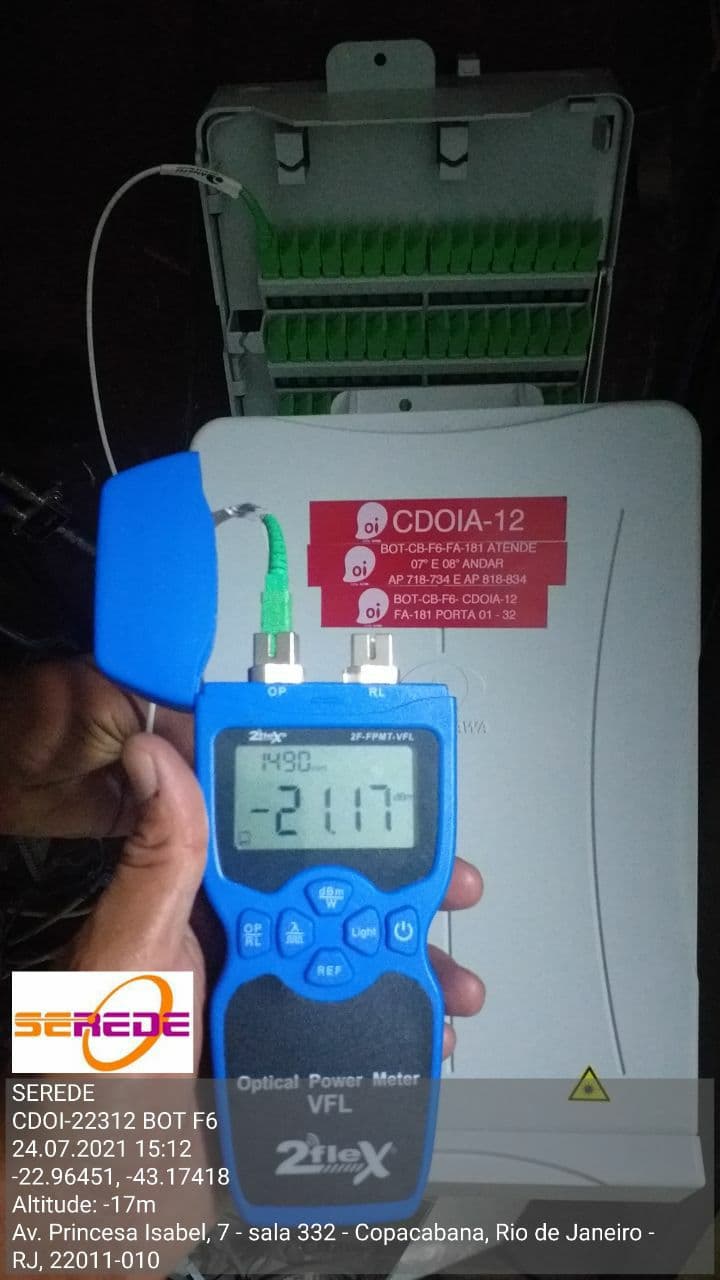 oi CDOIA-12
oi BOT-CB-F6-FA-181 ATENDE
07° E 08° ANDAR
AP 718-734 E AP 818-834
oi BOT-CB-F6- CDOIA-12
FA-181 PORTA 01 - 32
OP RL
2fleX 2F-FPMT-VFL
1490
-21.17 dBm
dBm
W
OP
RL
λ
Light
REF
Optical Power Meter
VFL
2fleX
SEREDE
SEREDE
CDOI-22312 BOT F6
24.07.2021 15:12
-22.96451, -43.17418
Altitude: -17m
Av. Princesa Isabel, 7 - sala 332 - Copacabana, Rio de Janeiro -
RJ, 22011-010